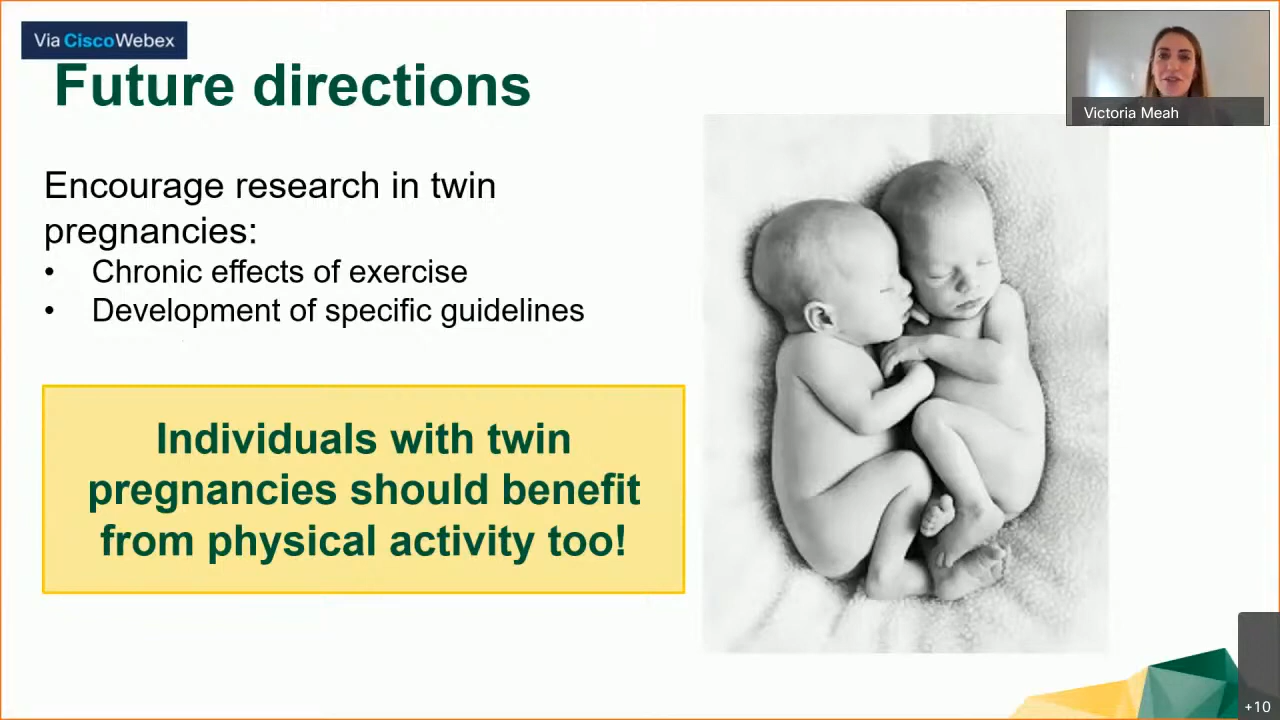 Via CiscoWebex
Future directions
Victoria Meah
Encourage research in twin
pregnancies:
• Chronic effects of exercise
• Development of specific guidelines
Individuals with twin
pregnancies should benefit
from physical activity too!
+10